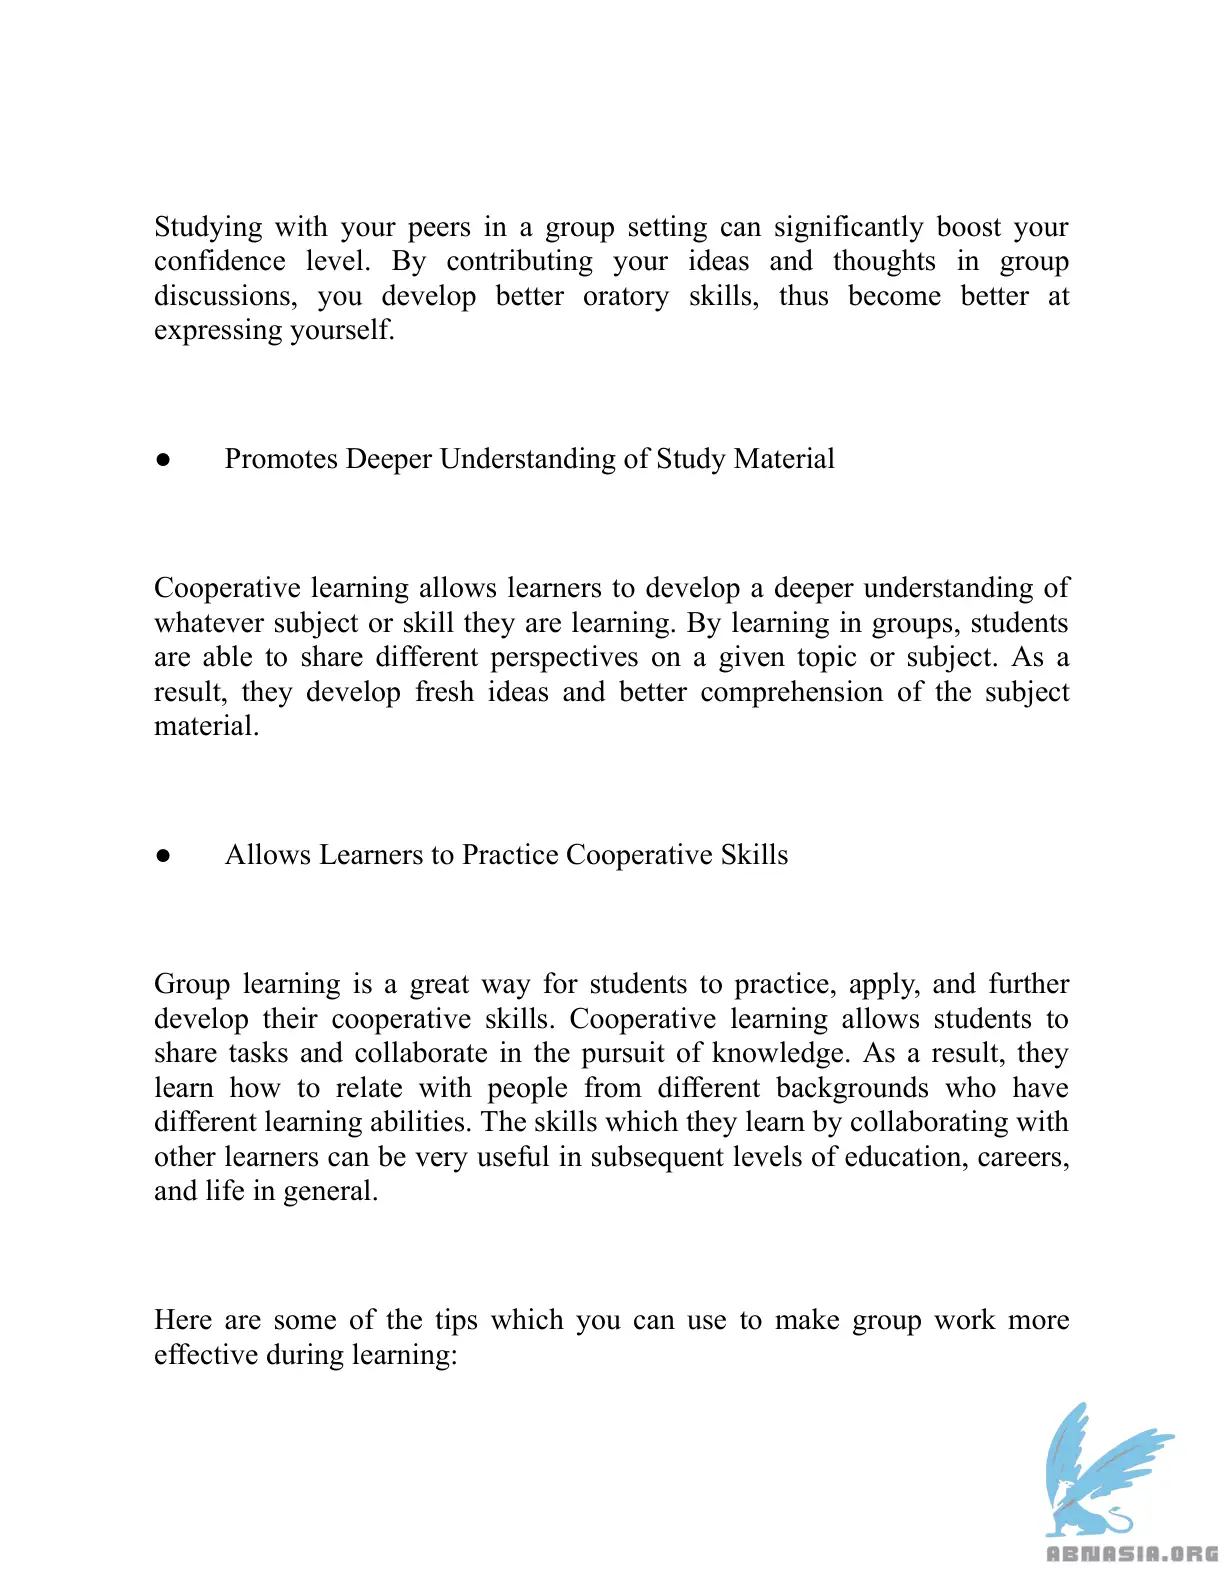 Studying with your peers in a group setting can significantly boost your
confidence level. By contributing your ideas and thoughts in group
discussions, you develop better oratory skills, thus become better at
expressing yourself.
● Promotes Deeper Understanding of Study Material
Cooperative learning allows learners to develop a deeper understanding of
whatever subject or skill they are learning. By learning in groups, students
are able to share different perspectives on a given topic or subject. As a
result, they develop fresh ideas and better comprehension of the subject
material.
● Allows Learners to Practice Cooperative Skills
Group learning is a great way for students to practice, apply, and further
develop their cooperative skills. Cooperative learning allows students to
share tasks and collaborate in the pursuit of knowledge. As a result, they
learn how to relate with people from different backgrounds who have
different learning abilities. The skills which they learn by collaborating with
other learners can be very useful in subsequent levels of education, careers,
and life in general.
Here are some of the tips which you can use to make group work more
effective during learning:
ABNASIA.ORG